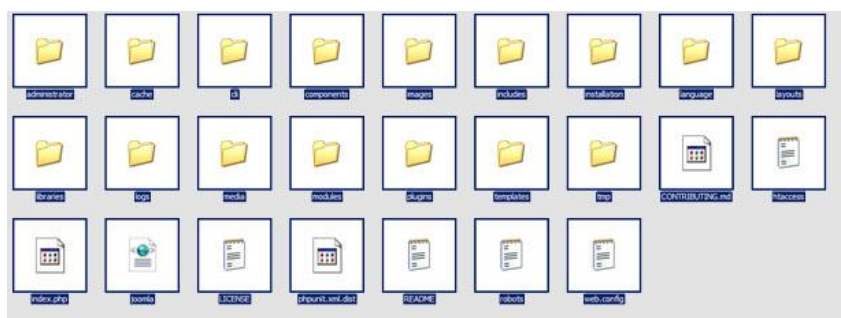 administrator cache cli components images includes installation language layouts
libraries logs media modules plugins templates tmp CONTRIBUTING.md htaccess
index.php joomla LICENSE phpunit.xml.dist README robots web.config